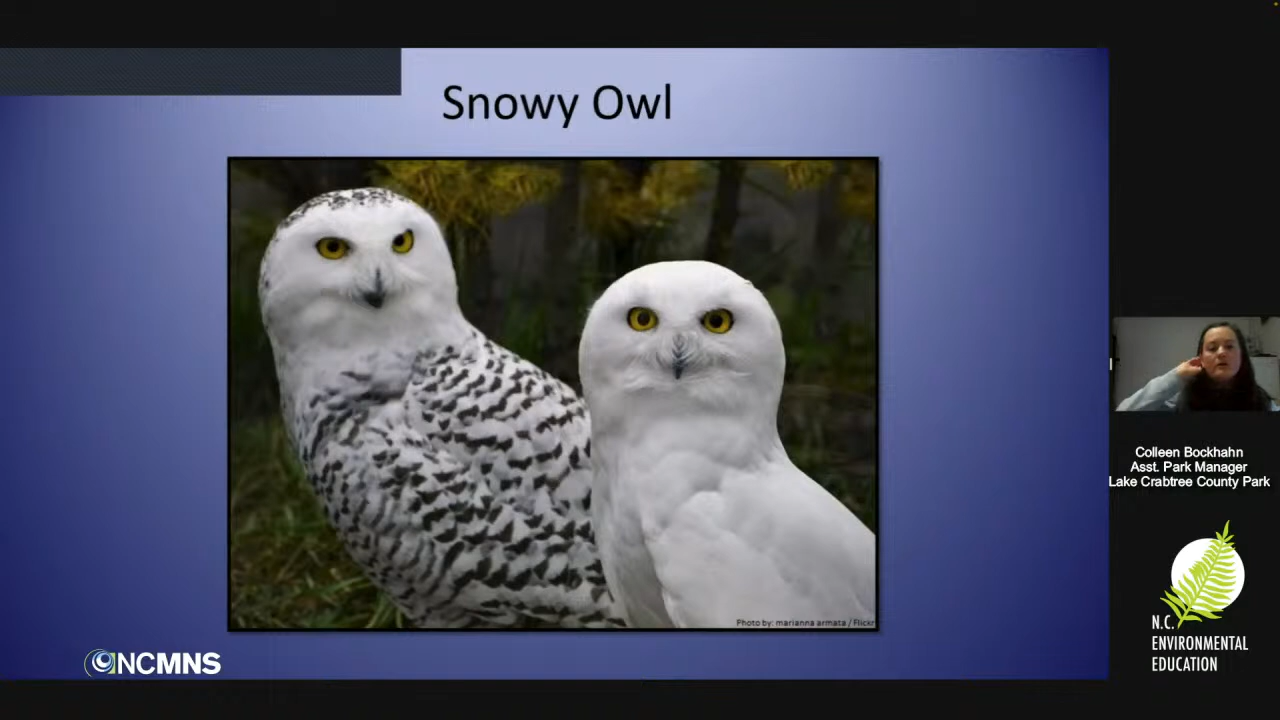 Snowy Owl
Photo by: marianna armata / Flickr
NCMNS
Colleen Bockhahn
Asst. Park Manager
Lake Crabtree County Park
N.C.
ENVIRONMENTAL
EDUCATION